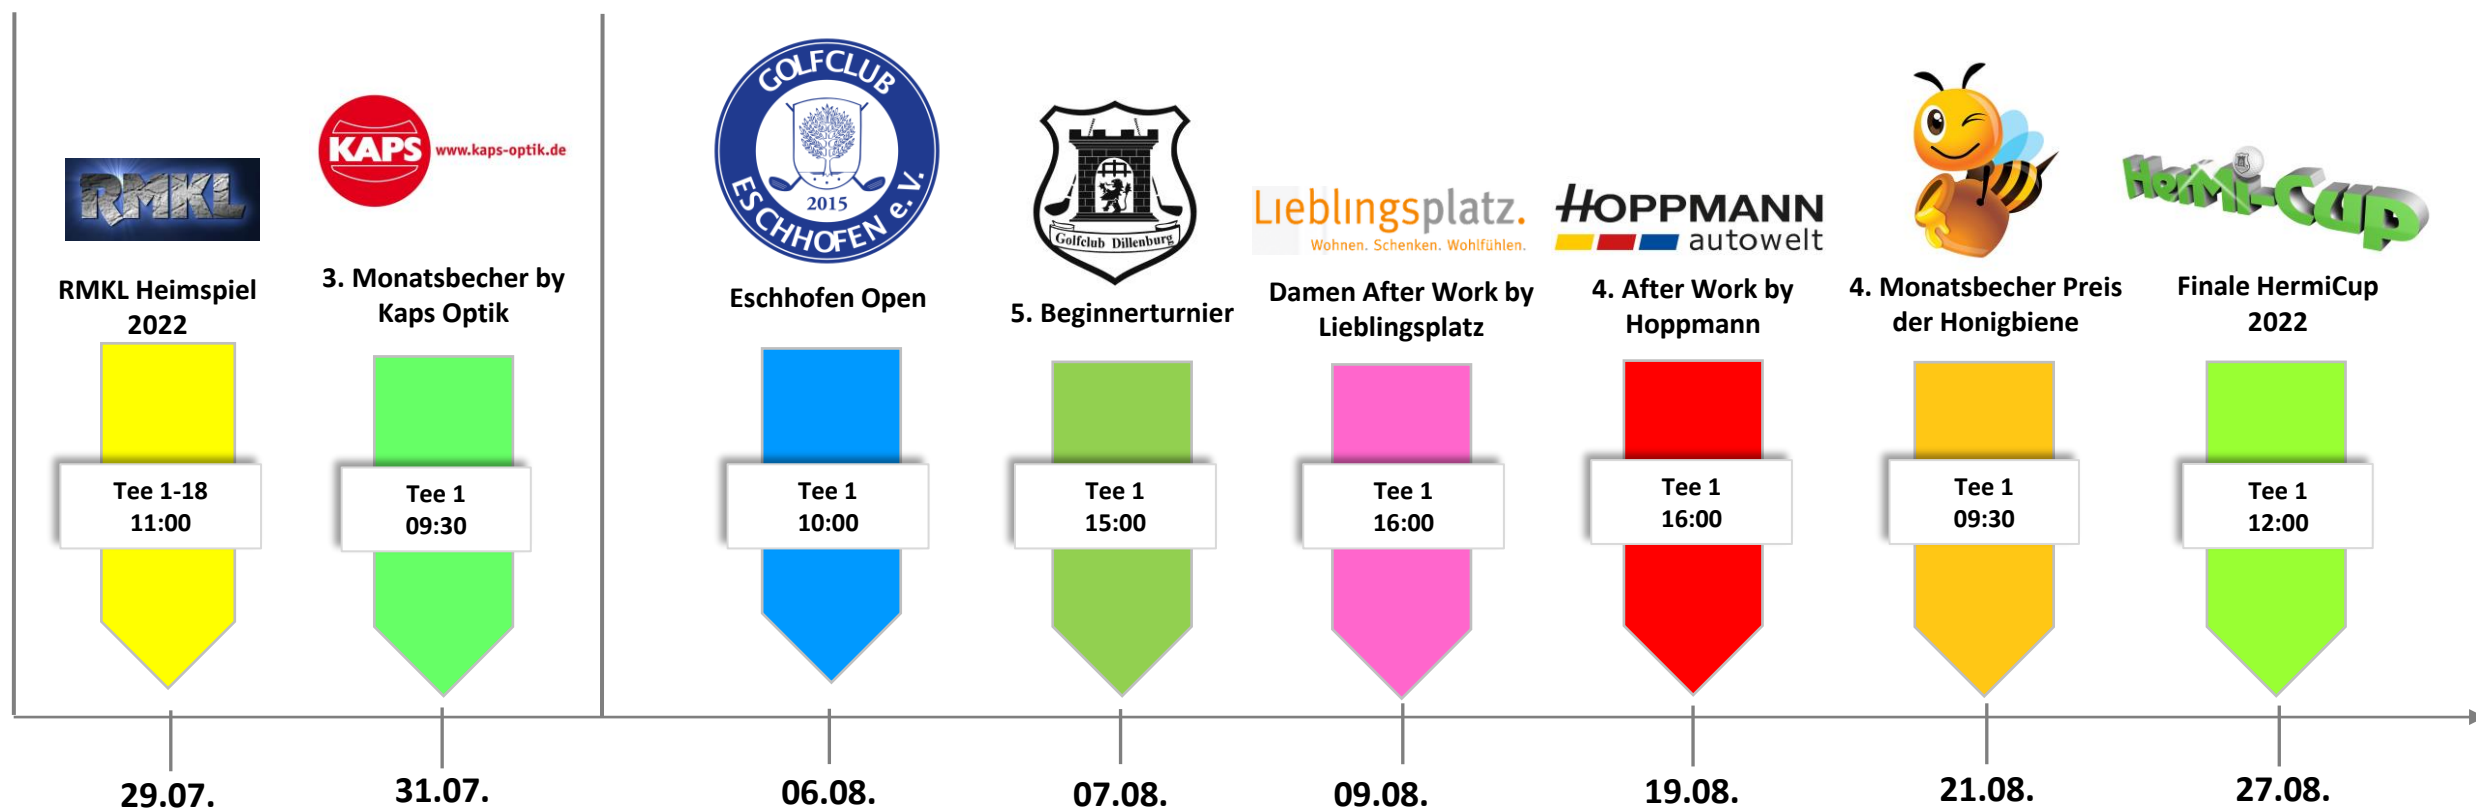 RMKL
RMKL Heimspiel
2022
Tee 1-18
11:00
29.07.
KAPS
www.kaps-optik.de
3. Monatsbecher by
Kaps Optik
Tee 1
09:30
31.07.
GOLFCLUB
2015
ESCHHOFEN e. V.
Eschhofen Open
Tee 1
10:00
06.08.
Golfclub Dillenburg
5. Beginnerturnier
Tee 1
15:00
07.08.
Lieblingsplatz.
Wohnen. Schenken. Wohlfühlen.
Damen After Work by
Lieblingsplatz
Tee 1
16:00
09.08.
HOPPMANN
autowelt
4. After Work by
Hoppmann
Tee 1
16:00
19.08.
4. Monatsbecher Preis
der Honigbiene
Tee 1
09:30
21.08.
Hermi-Cup
Finale HermiCup
2022
Tee 1
12:00
27.08.